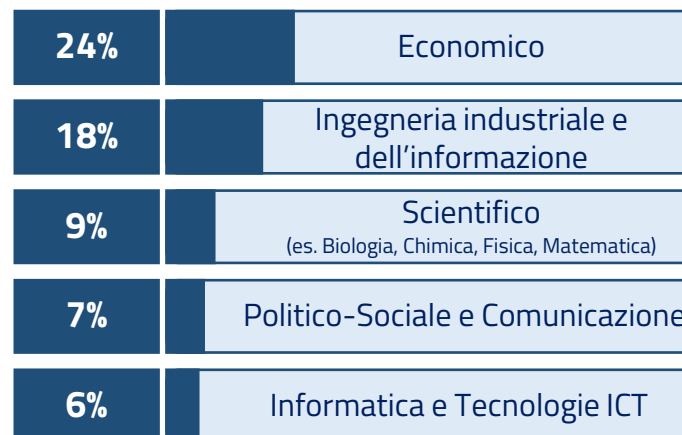 24%
Economico
18%
Ingegneria industriale e
dell’informazione
9%
Scientifico
(es. Biologia, Chimica, Fisica, Matematica)
7%
Politico-Sociale e Comunicazione
6%
Informatica e Tecnologie ICT